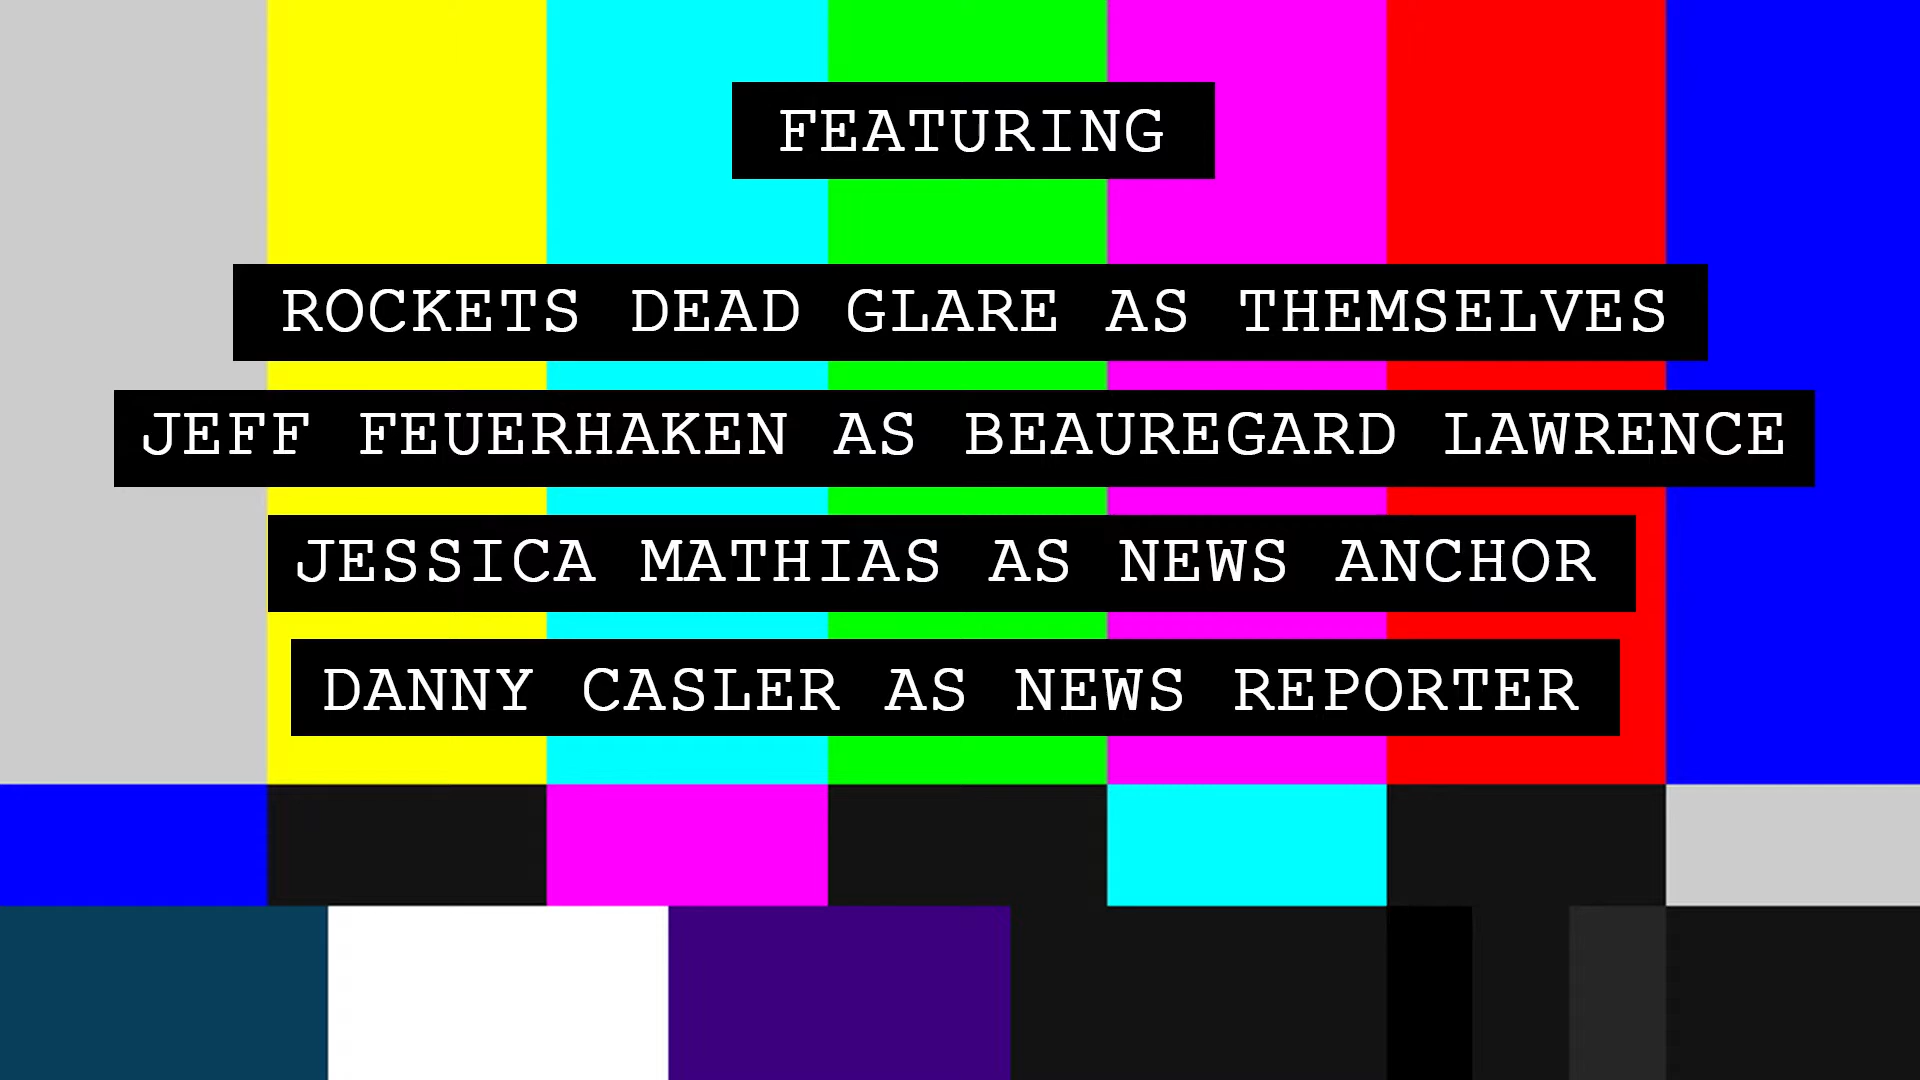 FEATURING
ROCKETS DEAD GLARE AS THEMSELVES
JEFF FEUERHAKEN AS BEAUREGARD LAWRENCE
JESSICA MATHIAS AS NEWS ANCHOR
DANNY CASLER AS NEWS REPORTER